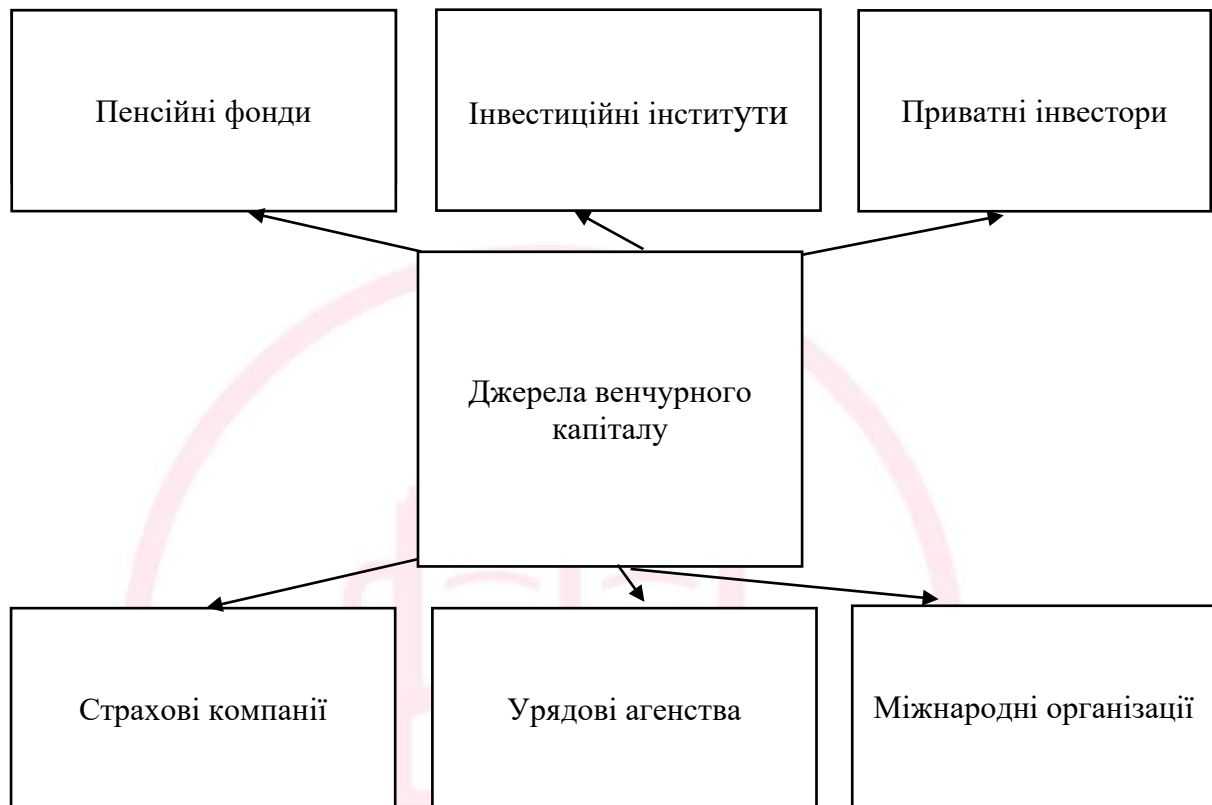 Пенсійні фонди
Інвестиційні інститути
Приватні інвестори
Джерела венчурного
капіталу
Страхові компанії
Урядові агенства
Міжнародні організації